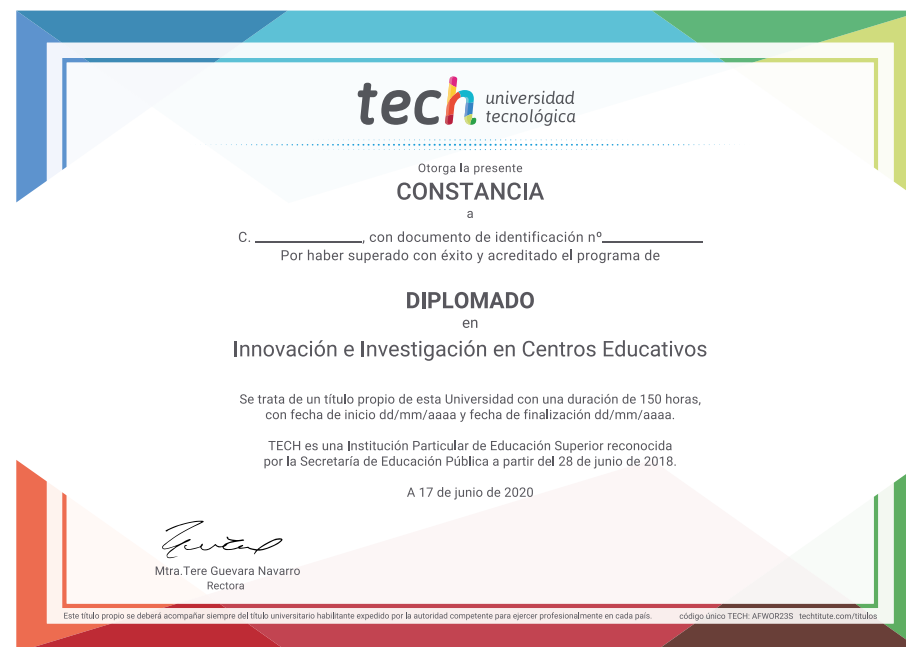 tech universidad
tecnológica
Otorga la presente
CONSTANCIA
a
C. ____________, con documento de identificación nº____________
Por haber superado con éxito y acreditado el programa de
DIPLOMADO
en
Innovación e Investigación en Centros Educativos
Se trata de un título propio de esta Universidad con una duración de 150 horas,
con fecha de inicio dd/mm/aaaa y fecha de finalización dd/mm/aaaa.
TECH es una Institución Particular de Educación Superior reconocida
por la Secretaría de Educación Pública a partir del 28 de junio de 2018.
A 17 de junio de 2020
Mtra.Tere Guevara Navarro
Rectora
Este título propio se deberá acompañar siempre del título universitario habilitante expedido por la autoridad competente para ejercer profesionalmente en cada país. código único TECH: AFWOR23S techtitute.com/titulos